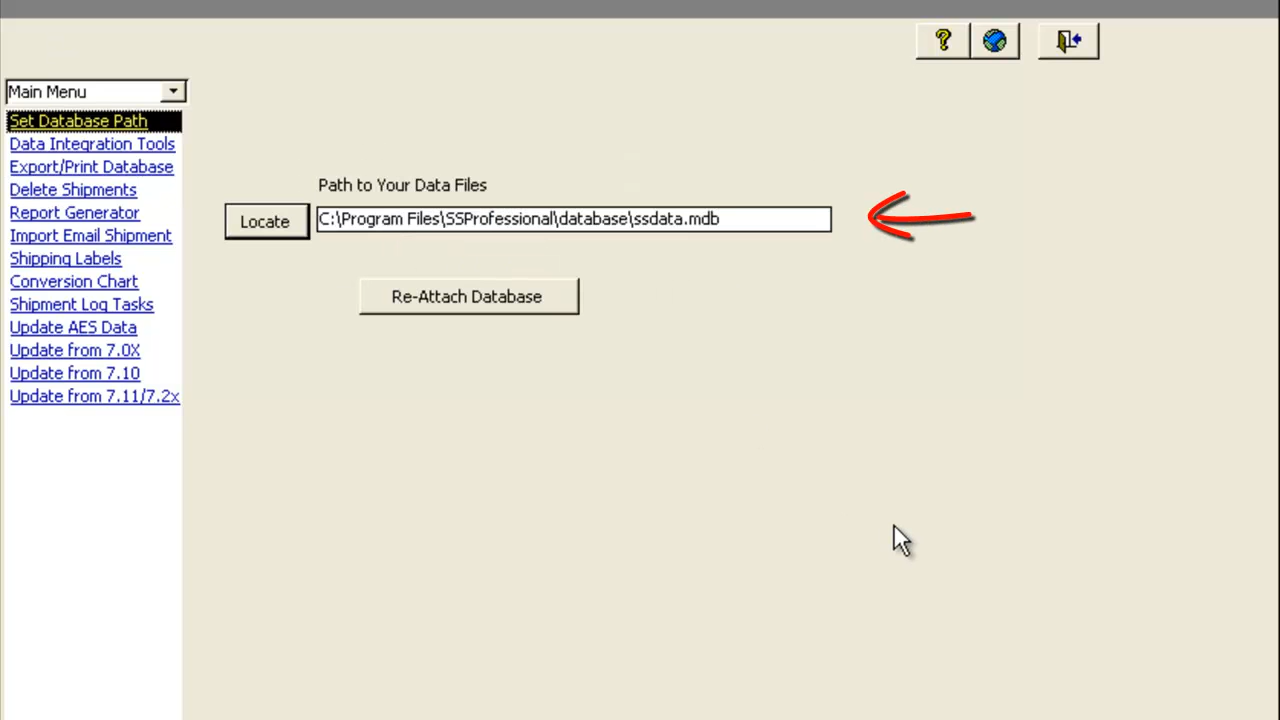 Main Menu
Set Database Path
Data Integration Tools
Export/Print Database
Delete Shipments
Report Generator
Import Email Shipment
Shipping Labels
Conversion Chart
Shipment Log Tasks
Update AES Data
Update from 7.0X
Update from 7.10
Update from 7.11/7.2x
Path to Your Data Files
Locate
C:\Program Files\SSProfessional\database\ssdata.mdb
Re-Attach Database